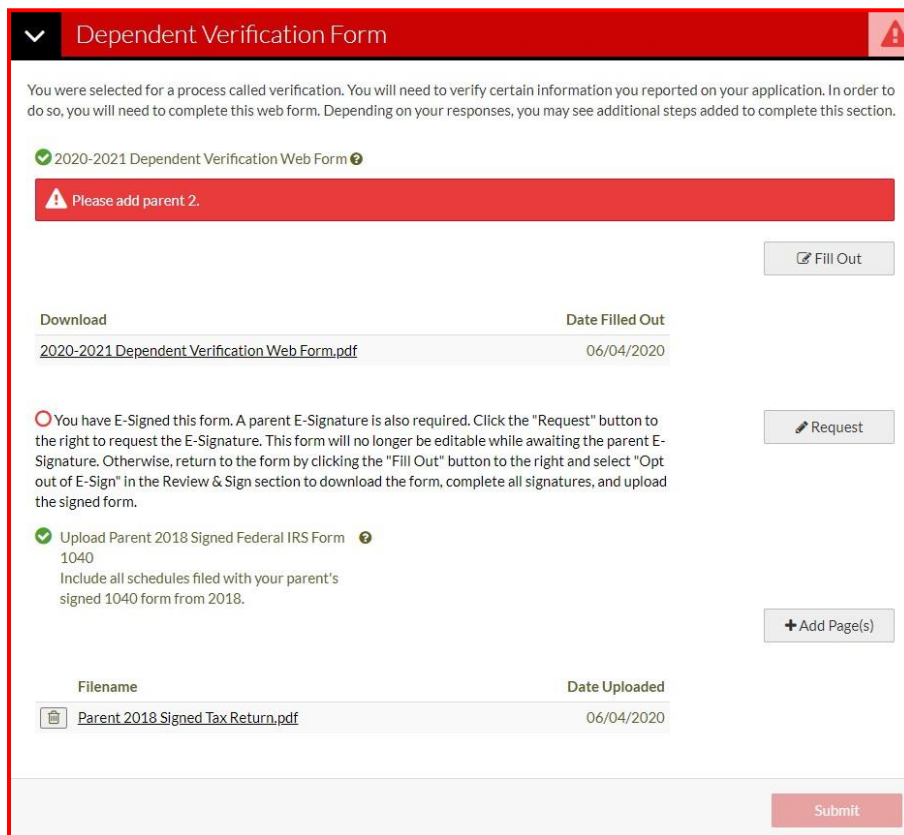 Dependent Verification Form
You were selected for a process called verification. You will need to verify certain information you reported on your application. In order to
do so, you will need to complete this web form. Depending on your responses, you may see additional steps added to complete this section.
2020-2021 Dependent Verification Web Form
Please add parent 2.
Fill Out
Download Date Filled Out
2020-2021 Dependent Verification Web Form.pdf 06/04/2020
You have E-Signed this form. A parent E-Signature is also required. Click the "Request" button to
the right to request the E-Signature. This form will no longer be editable while awaiting the parent E-
Signature. Otherwise, return to the form by clicking the "Fill Out" button to the right and select "Opt
out of E-Sign" in the Review & Sign section to download the form, complete all signatures, and upload
the signed form.
Request
Upload Parent 2018 Signed Federal IRS Form
1040
Include all schedules filed with your parent's
signed 1040 form from 2018.
Add Page(s)
Filename Date Uploaded
Parent 2018 Signed Tax Return.pdf 06/04/2020
Submit